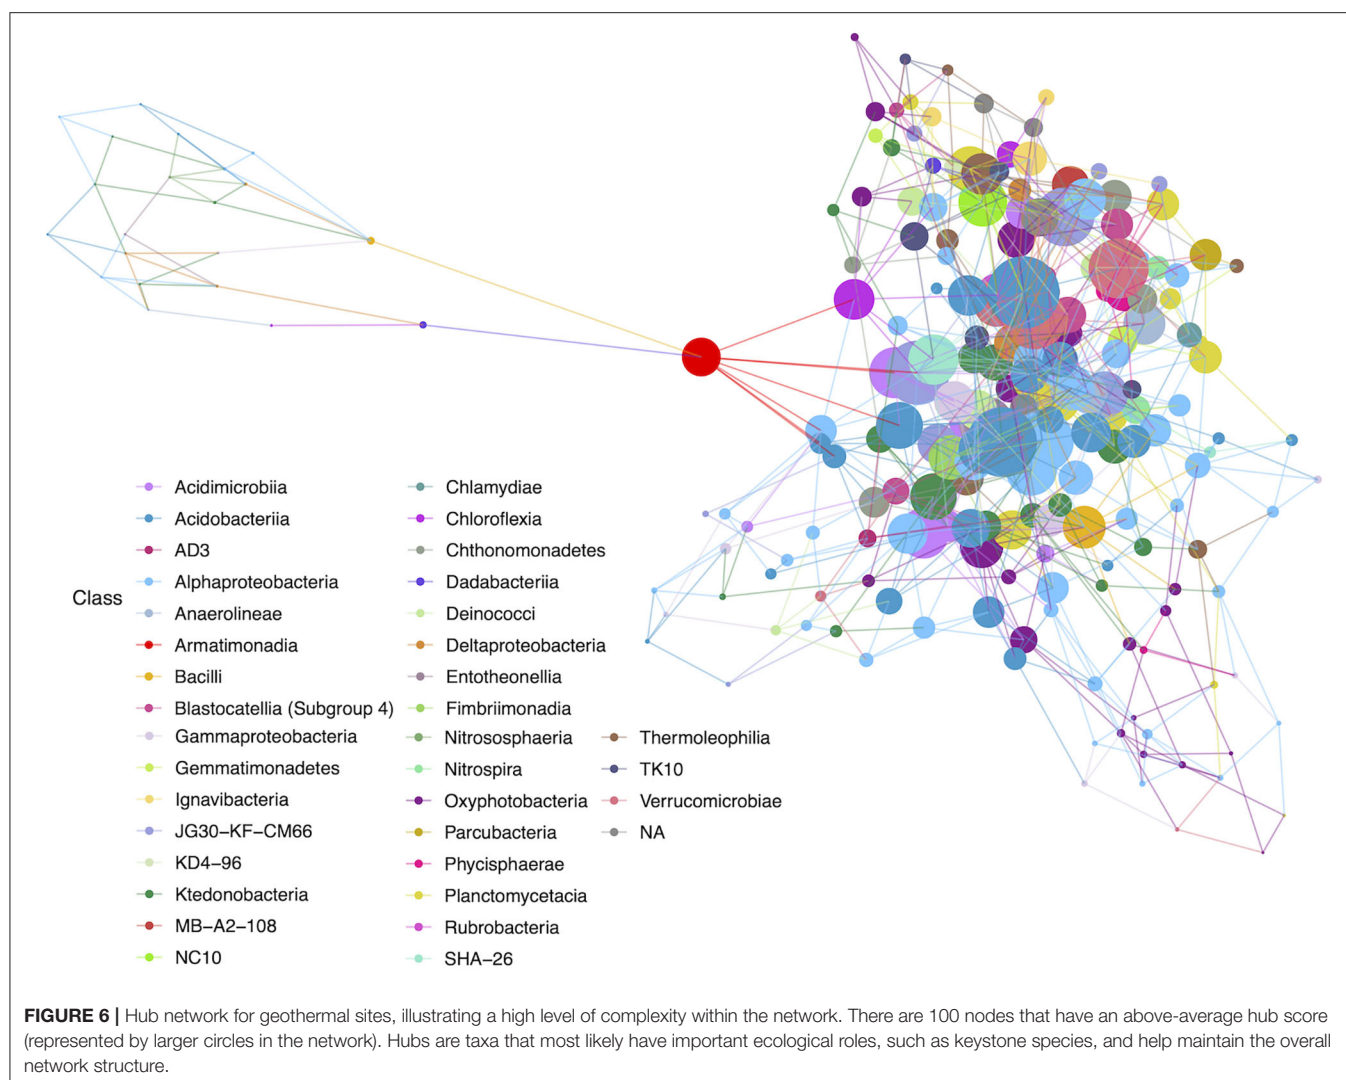 Class
Acidimicrobiia
Acidobacteriia
AD3
Alphaproteobacteria
Anaerolineae
Armatimonadia
Bacilli
Blastocatellia (Subgroup 4)
Gammaproteobacteria
Gemmatimonadetes
Ignavibacteria
JG30−KF−CM66
KD4−96
Ktedonobacteria
MB−A2−108
NC10
Chlamydiae
Chloroflexia
Chthonomonadetes
Dadabacteriia
Deinococci
Deltaproteobacteria
Entotheonellia
Fimbriimonadia
Nitrososphaeria
Nitrospira
Oxyphotobacteria
Parcubacteria
Phycisphaerae
Planctomycetacia
Rubrobacteria
SHA−26
Thermoleophilia
TK10
Verrucomicrobiae
NA
FIGURE 6 | Hub network for geothermal sites, illustrating a high level of complexity within the network. There are 100 nodes that have an above-average hub score
(represented by larger circles in the network). Hubs are taxa that most likely have important ecological roles, such as keystone species, and help maintain the overall
network structure.